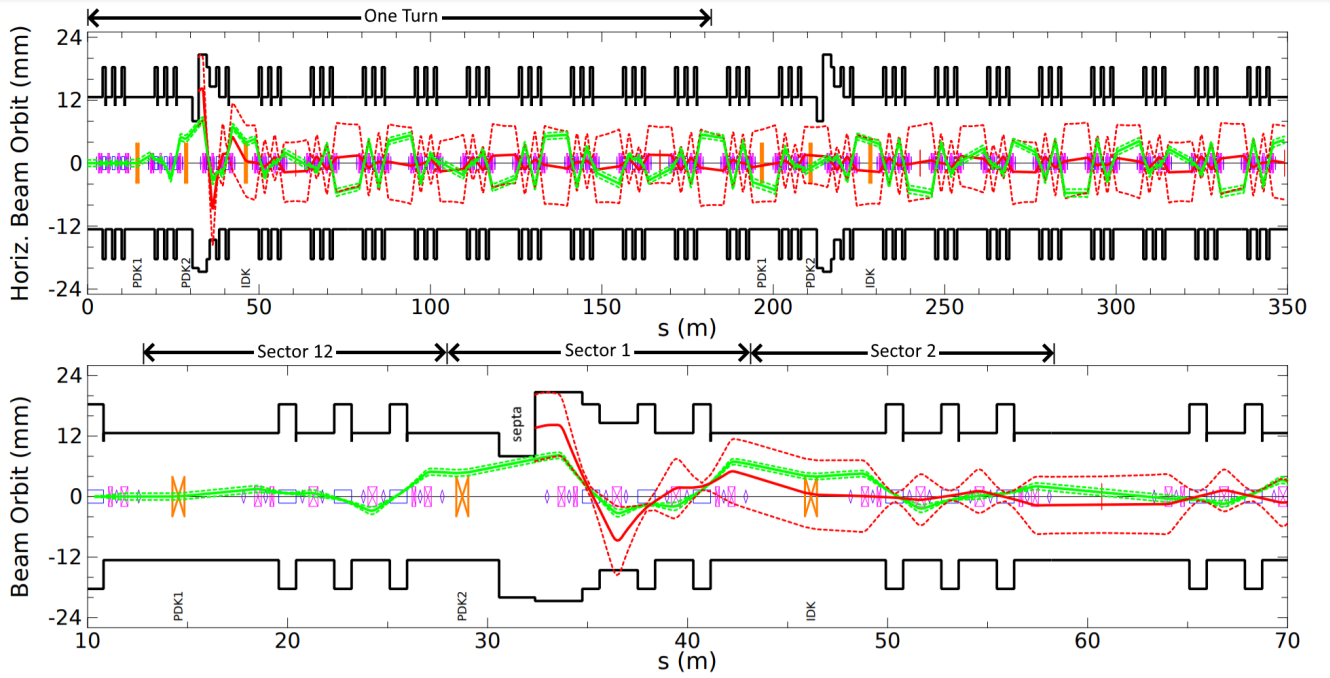 One Turn
Horiz. Beam Orbit (mm)
24
12
0
-12
-24
PDK1
PDK2
IDK
PDK1
PDK2
IDK
0 50 100 150 200 250 300 350
s (m)
Sector 12 Sector 1 Sector 2
Beam Orbit (mm)
24
12
0
-12
-24
septa
PDK1
PDK2
IDK
10 20 30 40 50 60 70
s (m)